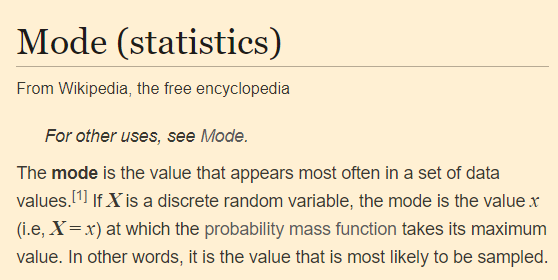 Mode (statistics)
From Wikipedia, the free encyclopedia
For other uses, see Mode.
The mode is the value that appears most often in a set of data
values.[1] If X is a discrete random variable, the mode is the value x
(i.e, X = x) at which the probability mass function takes its maximum
value. In other words, it is the value that is most likely to be sampled.